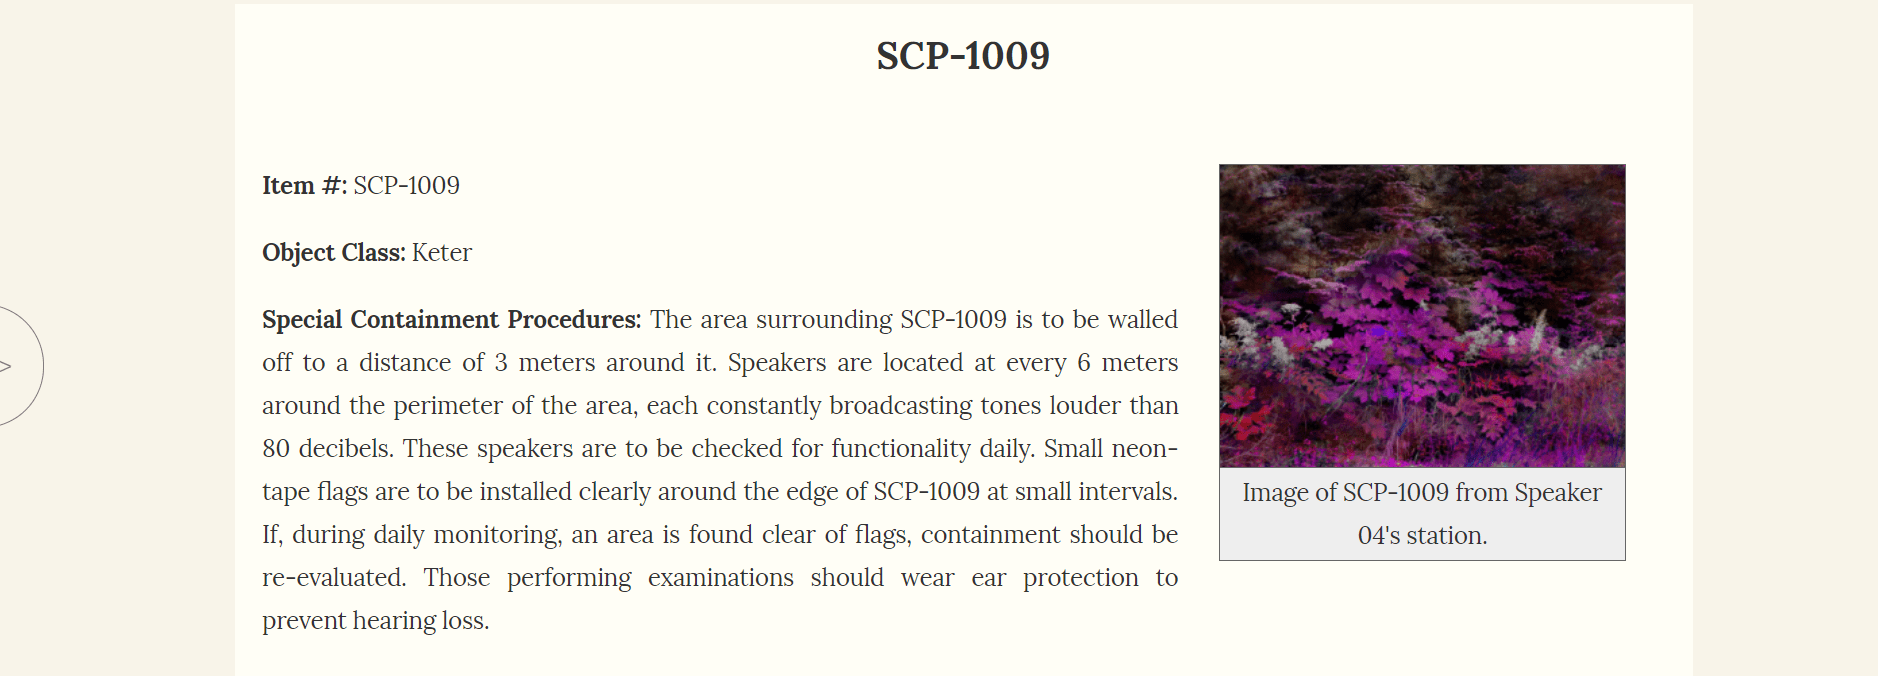 SCP-1009
Item #: SCP-1009
Object Class: Keter
Special Containment Procedures: The area surrounding SCP-1009 is to be walled
off to a distance of 3 meters around it. Speakers are located at every 6 meters
around the perimeter of the area, each constantly broadcasting tones louder than
80 decibels. These speakers are to be checked for functionality daily. Small neon-
tape flags are to be installed clearly around the edge of SCP-1009 at small intervals.
If, during daily monitoring, an area is found clear of flags, containment should be
re-evaluated. Those performing examinations should wear ear protection to
prevent hearing loss.
Image of SCP-1009 from Speaker
04's station.